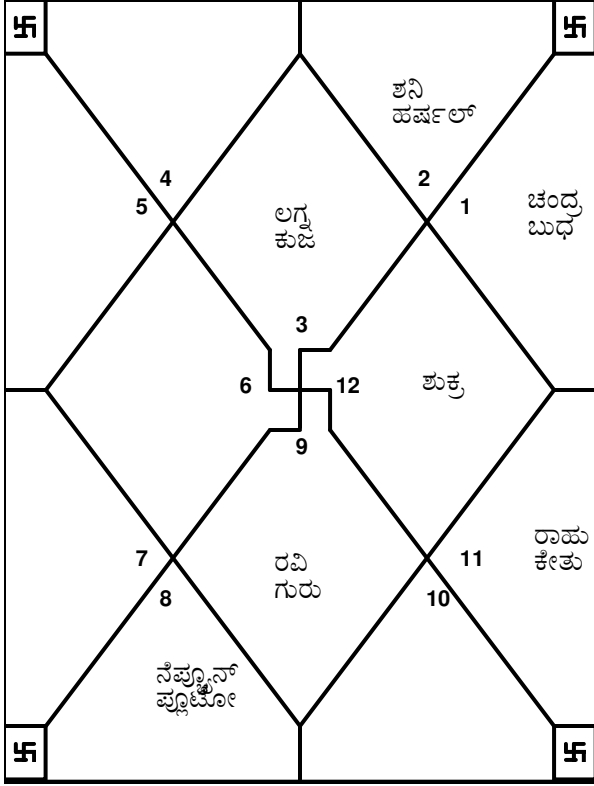 ಶನಿ
ಹರ್ಷಲ್
4
2
5
1
ಚಂದ್ರ
ಬುಧ
ಲಗ್ನ
ಕುಜ
3
6
12
ಶುಕ್ರ
9
7
11
ರಾಹು
ಕೇತು
ರವಿ
ಗುರು
8
10
ನೆಪ್ಚ್ಯೂನ್
ಪ್ಲೂಟೋ